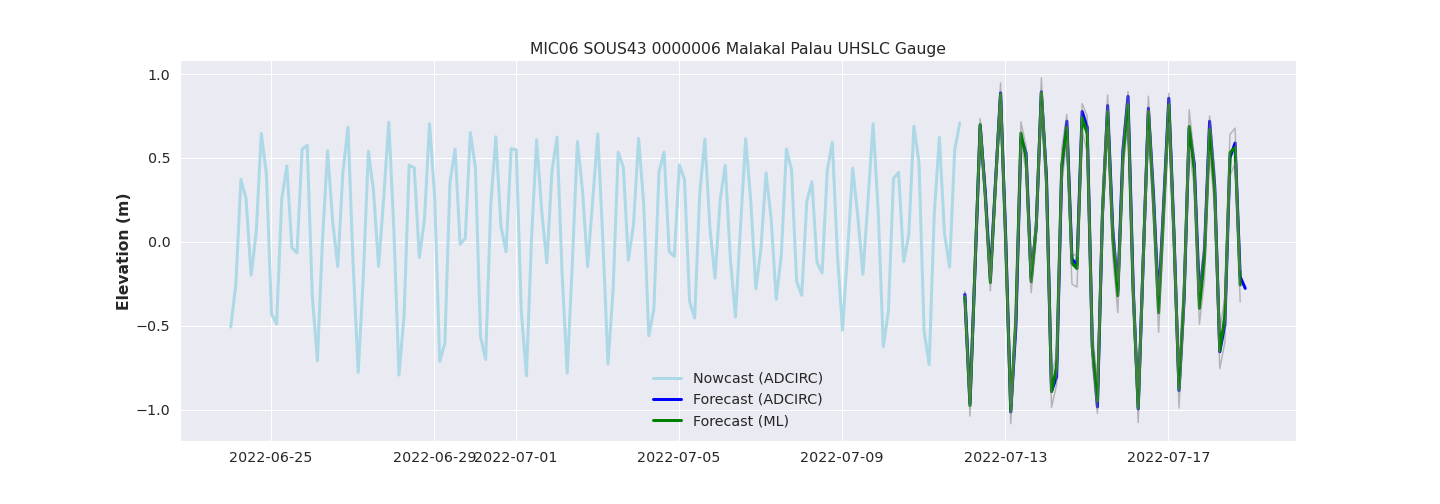 MIC06 SOUS43 0000006 Malakal Palau UHSLC Gauge
1.0
0.5
0.0
−0.5
−1.0
Elevation (m)
Nowcast (ADCIRC)
Forecast (ADCIRC)
Forecast (ML)
2022-06-25 2022-06-29 2022-07-01 2022-07-05 2022-07-09 2022-07-13 2022-07-17